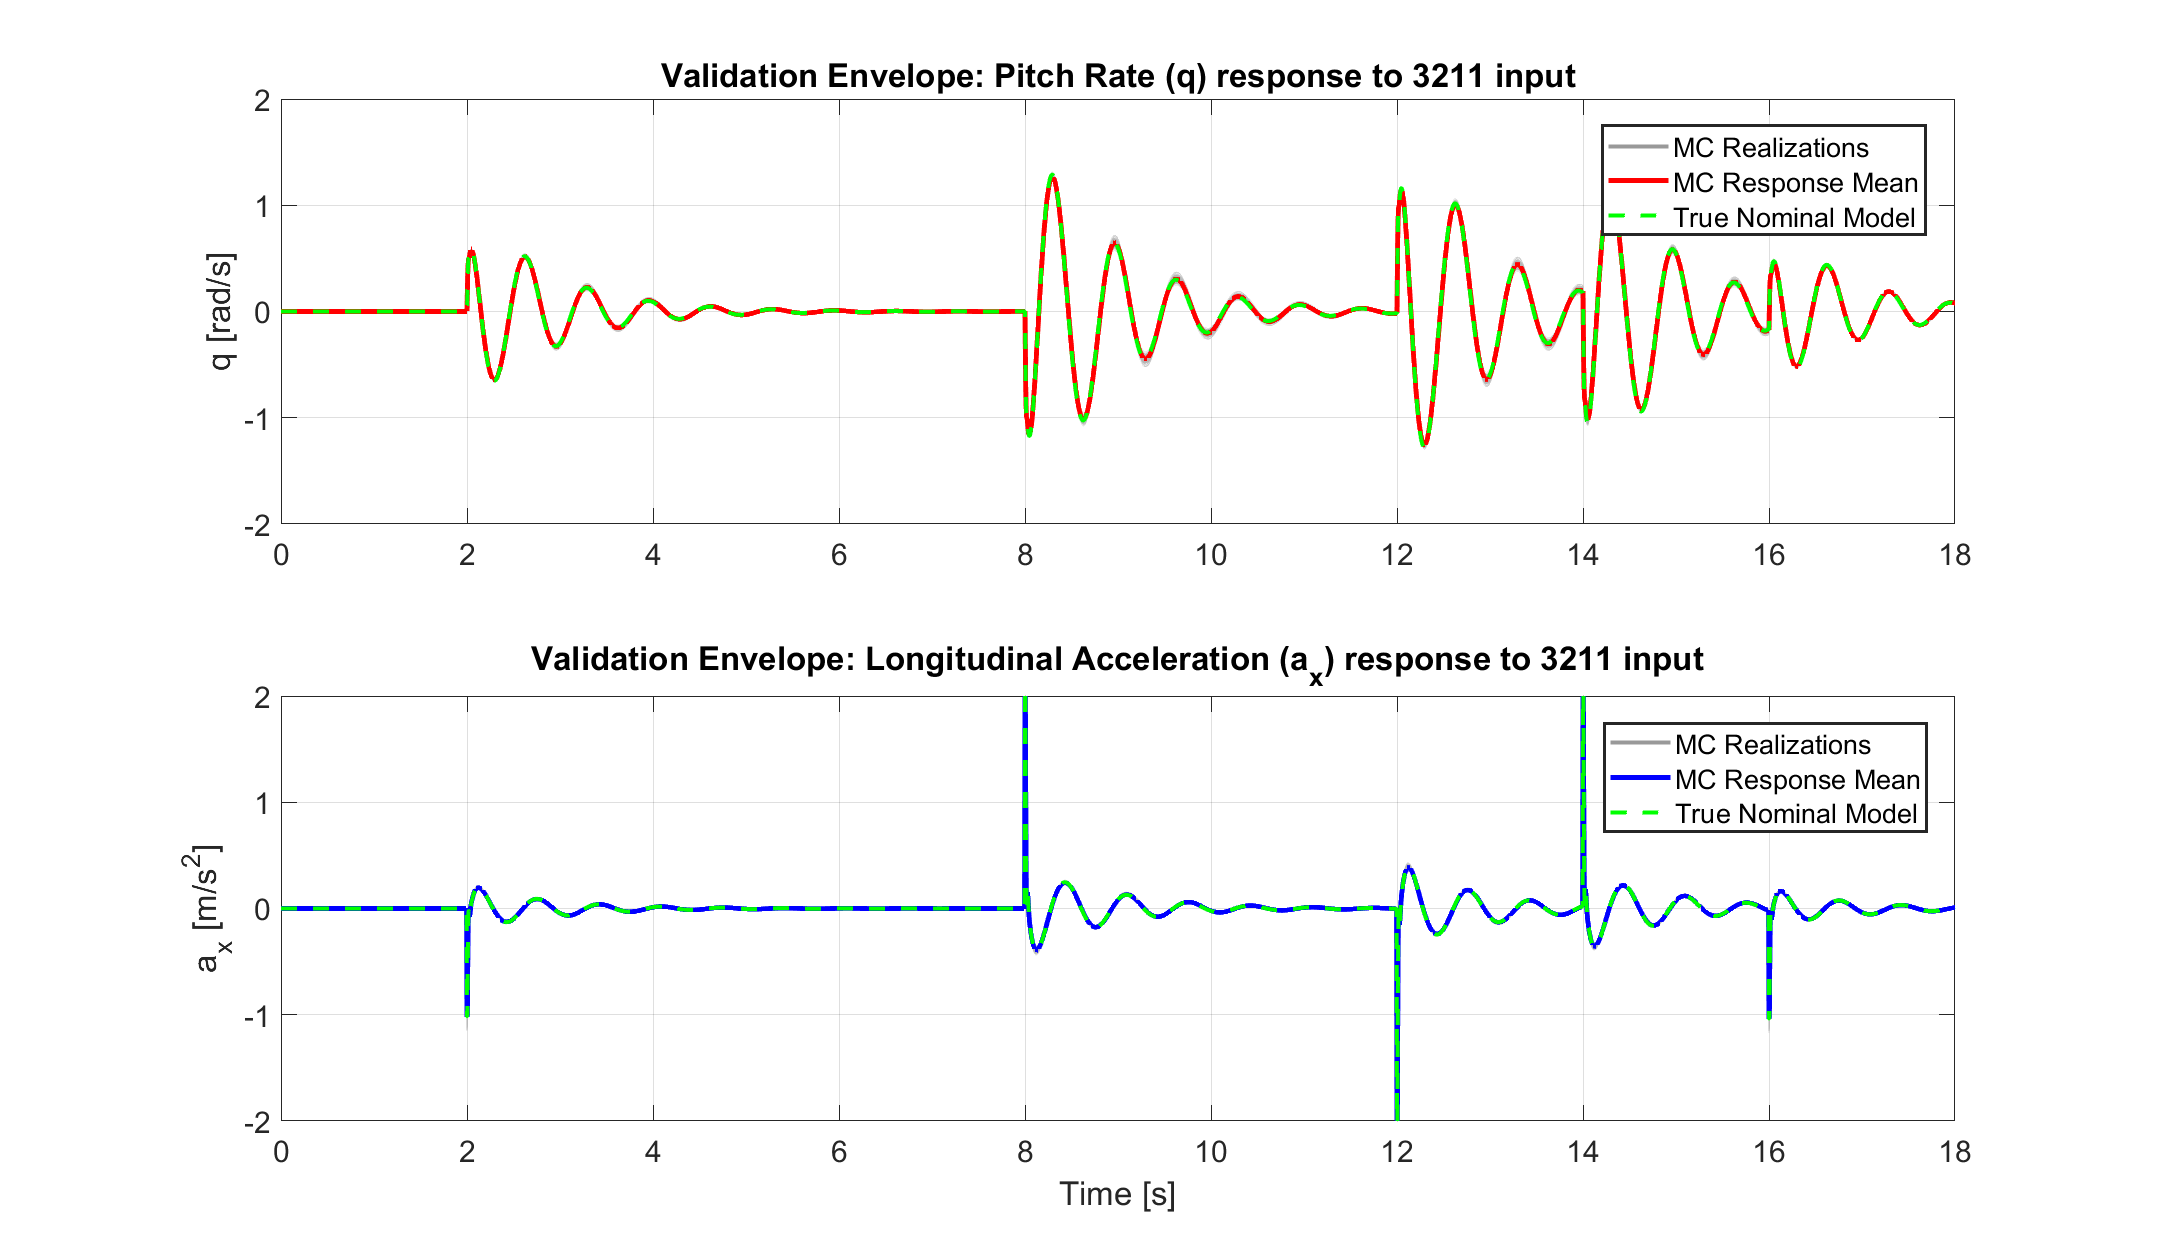 Validation Envelope: Pitch Rate (q) response to 3211 input
2
1
0
-1
-2
q [rad/s]
MC Realizations
MC Response Mean
True Nominal Model
0 2 4 6 8 10 12 14 16 18
Validation Envelope: Longitudinal Acceleration (a_x) response to 3211 input
2
1
0
-1
-2
a_x [m/s^2]
MC Realizations
MC Response Mean
True Nominal Model
0 2 4 6 8 10 12 14 16 18
Time [s]